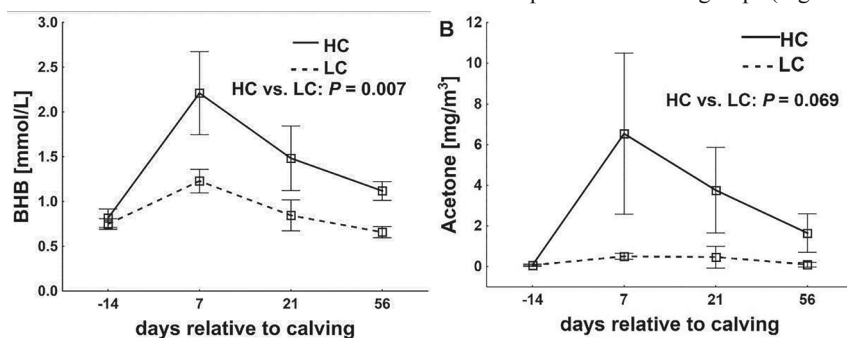 HC
LC
HC vs. LC: P = 0.007
BHB [mmol/L]
3.0
2.5
2.0
1.5
1.0
0.5
0.0
-14 7 21 56
days relative to calving
B
HC
LC
HC vs. LC: P = 0.069
Acetone [mg/m³]
12
10
8
6
4
2
0
-14 7 21 56
days relative to calving